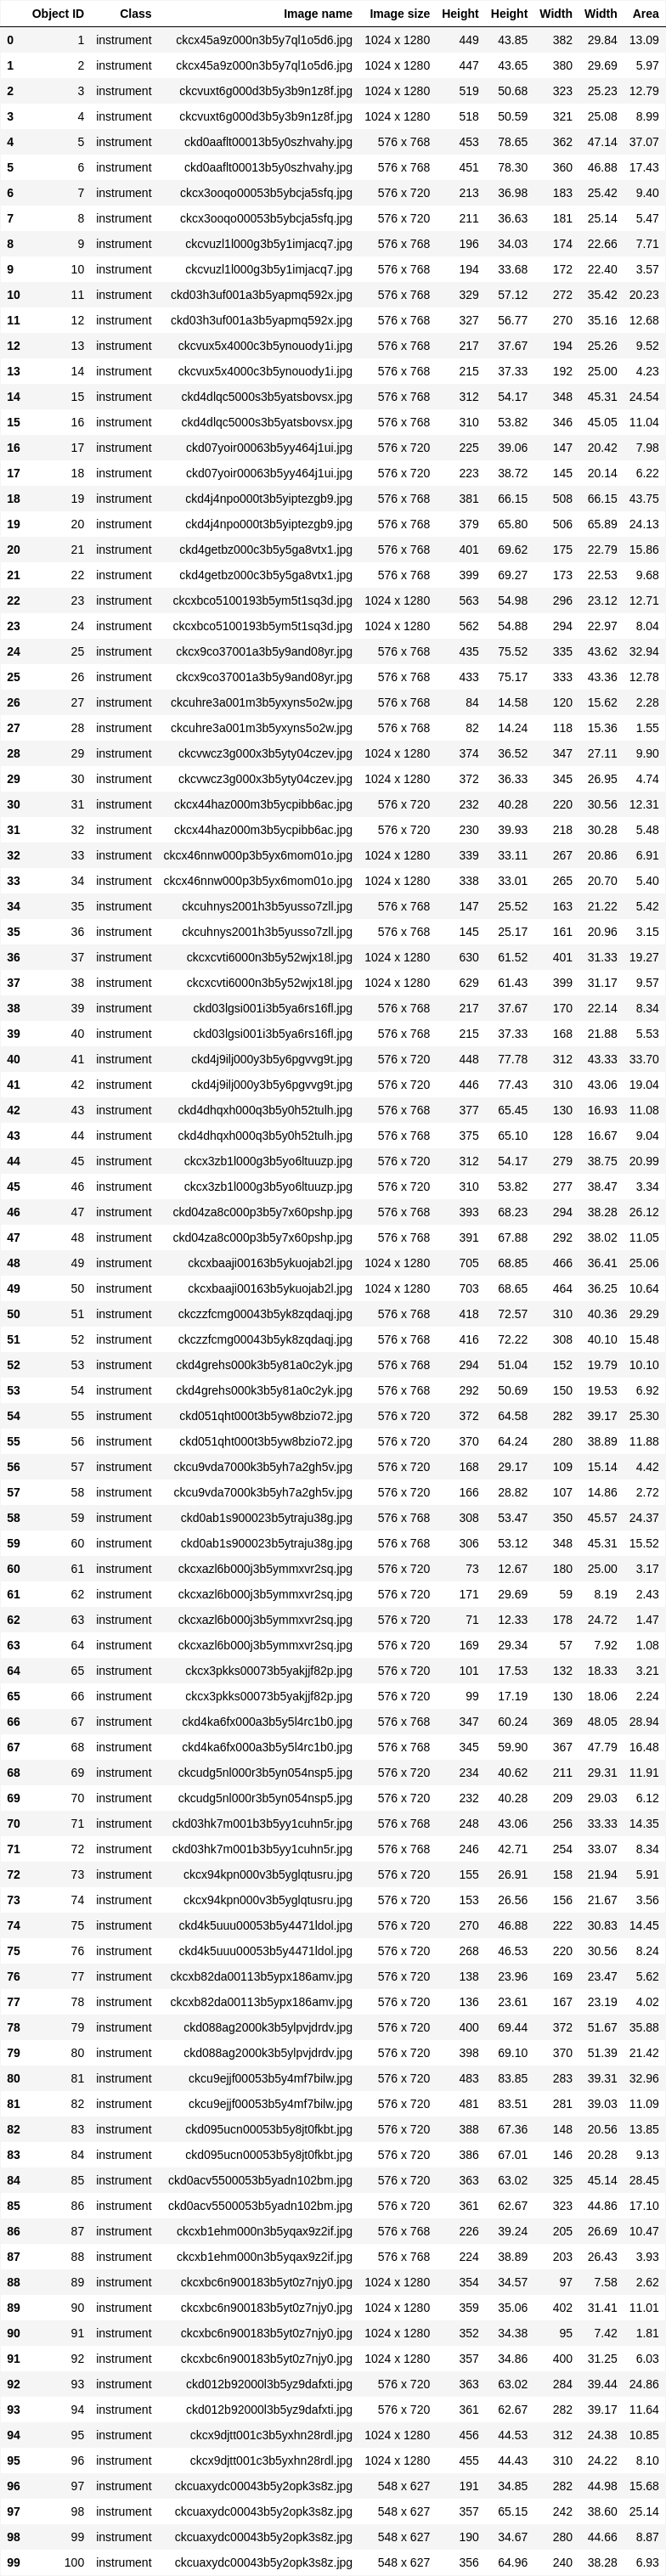 Object ID Class Image name Image size Height Height Width Width Area
0 1 instrument ckcx45a9z000n3b5y7ql1o5d6.jpg 1024 x 1280 449 43.85 382 29.84 13.09
1 2 instrument ckcx45a9z000n3b5y7ql1o5d6.jpg 1024 x 1280 447 43.65 380 29.69 5.97
2 3 instrument ckcvuxt6g000d3b5y3b9n1z8f.jpg 1024 x 1280 519 50.68 323 25.23 12.79
3 4 instrument ckcvuxt6g000d3b5y3b9n1z8f.jpg 1024 x 1280 518 50.59 321 25.08 8.99
4 5 instrument ckd0aaflt00013b5y0szhvahy.jpg 576 x 768 453 78.65 362 47.14 37.07
5 6 instrument ckd0aaflt00013b5y0szhvahy.jpg 576 x 768 451 78.30 360 46.88 17.43
6 7 instrument ckcx3ooqo00053b5ybcja5sfq.jpg 576 x 720 213 36.98 183 25.42 9.40
7 8 instrument ckcx3ooqo00053b5ybcja5sfq.jpg 576 x 720 211 36.63 181 25.14 5.47
8 9 instrument ckcvuzl1l000g3b5y1imjacq7.jpg 576 x 768 196 34.03 174 22.66 7.71
9 10 instrument ckcvuzl1l000g3b5y1imjacq7.jpg 576 x 768 194 33.68 172 22.40 3.57
10 11 instrument ckd03h3uf001a3b5yapmq592x.jpg 576 x 768 329 57.12 272 35.42 20.23
11 12 instrument ckd03h3uf001a3b5yapmq592x.jpg 576 x 768 327 56.77 270 35.16 12.68
12 13 instrument ckcvux5x4000c3b5ynouody1i.jpg 576 x 768 217 37.67 194 25.26 9.52
13 14 instrument ckcvux5x4000c3b5ynouody1i.jpg 576 x 768 215 37.33 192 25.00 4.23
14 15 instrument ckd4dlqc5000s3b5yatsbovsx.jpg 576 x 768 312 54.17 348 45.31 24.54
15 16 instrument ckd4dlqc5000s3b5yatsbovsx.jpg 576 x 768 310 53.82 346 45.05 11.04
16 17 instrument ckd07yoir00063b5yy464j1ui.jpg 576 x 720 225 39.06 147 20.42 7.98
17 18 instrument ckd07yoir00063b5yy464j1ui.jpg 576 x 720 223 38.72 145 20.14 6.22
18 19 instrument ckd4j4npo000t3b5yiptezgb9.jpg 576 x 768 381 66.15 508 66.15 43.75
19 20 instrument ckd4j4npo000t3b5yiptezgb9.jpg 576 x 768 379 65.80 506 65.89 24.13
20 21 instrument ckd4getbz000c3b5y5ga8vtx1.jpg 576 x 768 401 69.62 175 22.79 15.86
21 22 instrument ckd4getbz000c3b5y5ga8vtx1.jpg 576 x 768 399 69.27 173 22.53 9.68
22 23 instrument ckcxbco5100193b5ym5t1sq3d.jpg 1024 x 1280 563 54.98 296 23.12 12.71
23 24 instrument ckcxbco5100193b5ym5t1sq3d.jpg 1024 x 1280 562 54.88 294 22.97 8.04
24 25 instrument ckcx9co37001a3b5y9and08yr.jpg 576 x 768 435 75.52 335 43.62 32.94
25 26 instrument ckcx9co37001a3b5y9and08yr.jpg 576 x 768 433 75.17 333 43.36 12.78
26 27 instrument ckcuhre3a001m3b5yxyns5o2w.jpg 576 x 768 84 14.58 120 15.62 2.28
27 28 instrument ckcuhre3a001m3b5yxyns5o2w.jpg 576 x 768 82 14.24 118 15.36 1.55
28 29 instrument ckcvwcz3g000x3b5yty04czev.jpg 1024 x 1280 374 36.52 347 27.11 9.90
29 30 instrument ckcvwcz3g000x3b5yty04czev.jpg 1024 x 1280 372 36.33 345 26.95 4.74
30 31 instrument ckcx44haz000m3b5ycpibb6ac.jpg 576 x 720 232 40.28 220 30.56 12.31
31 32 instrument ckcx44haz000m3b5ycpibb6ac.jpg 576 x 720 230 39.93 218 30.28 5.48
32 33 instrument ckcx46nnw000p3b5yx6mom01o.jpg 1024 x 1280 339 33.11 267 20.86 6.91
33 34 instrument ckcx46nnw000p3b5yx6mom01o.jpg 1024 x 1280 338 33.01 265 20.70 5.40
34 35 instrument ckcuhnys2001h3b5yusso7zll.jpg 576 x 768 147 25.52 163 21.22 5.42
35 36 instrument ckcuhnys2001h3b5yusso7zll.jpg 576 x 768 145 25.17 161 20.96 3.15
36 37 instrument ckcxcvti6000n3b5y52wjx18l.jpg 1024 x 1280 630 61.52 401 31.33 19.27
37 38 instrument ckcxcvti6000n3b5y52wjx18l.jpg 1024 x 1280 629 61.43 399 31.17 9.57
38 39 instrument ckd03lgsi001i3b5ya6rs16fl.jpg 576 x 768 217 37.67 170 22.14 8.34
39 40 instrument ckd03lgsi001i3b5ya6rs16fl.jpg 576 x 768 215 37.33 168 21.88 5.53
40 41 instrument ckd4j9ilj000y3b5y6pgvvg9t.jpg 576 x 720 448 77.78 312 43.33 33.70
41 42 instrument ckd4j9ilj000y3b5y6pgvvg9t.jpg 576 x 720 446 77.43 310 43.06 19.04
42 43 instrument ckd4dhqxh000q3b5y0h52tulh.jpg 576 x 768 377 65.45 130 16.93 11.08
43 44 instrument ckd4dhqxh000q3b5y0h52tulh.jpg 576 x 768 375 65.10 128 16.67 9.04
44 45 instrument ckcx3zb1l000g3b5yo6ltuuzp.jpg 576 x 720 312 54.17 279 38.75 20.99
45 46 instrument ckcx3zb1l000g3b5yo6ltuuzp.jpg 576 x 720 310 53.82 277 38.47 3.34
46 47 instrument ckd04za8c000p3b5y7x60pshp.jpg 576 x 768 393 68.23 294 38.28 26.12
47 48 instrument ckd04za8c000p3b5y7x60pshp.jpg 576 x 768 391 67.88 292 38.02 11.05
48 49 instrument ckcxbaaji00163b5ykuojab2l.jpg 1024 x 1280 705 68.85 466 36.41 25.06
49 50 instrument ckcxbaaji00163b5ykuojab2l.jpg 1024 x 1280 703 68.65 464 36.25 10.64
50 51 instrument ckczzfcmg00043b5yk8zqdaqj.jpg 576 x 768 418 72.57 310 40.36 29.29
51 52 instrument ckczzfcmg00043b5yk8zqdaqj.jpg 576 x 768 416 72.22 308 40.10 15.48
52 53 instrument ckd4grehs000k3b5y81a0c2yk.jpg 576 x 768 294 51.04 152 19.79 10.10
53 54 instrument ckd4grehs000k3b5y81a0c2yk.jpg 576 x 768 292 50.69 150 19.53 6.92
54 55 instrument ckd051qht000t3b5yw8bzio72.jpg 576 x 720 372 64.58 282 39.17 25.30
55 56 instrument ckd051qht000t3b5yw8bzio72.jpg 576 x 720 370 64.24 280 38.89 11.88
56 57 instrument ckcu9vda7000k3b5yh7a2gh5v.jpg 576 x 720 168 29.17 109 15.14 4.42
57 58 instrument ckcu9vda7000k3b5yh7a2gh5v.jpg 576 x 720 166 28.82 107 14.86 2.72
58 59 instrument ckd0ab1s900023b5ytraju38g.jpg 576 x 768 308 53.47 350 45.57 24.37
59 60 instrument ckd0ab1s900023b5ytraju38g.jpg 576 x 768 306 53.12 348 45.31 15.52
60 61 instrument ckcxazl6b000j3b5ymmxvr2sq.jpg 576 x 720 73 12.67 180 25.00 3.17
61 62 instrument ckcxazl6b000j3b5ymmxvr2sq.jpg 576 x 720 171 29.69 59 8.19 2.43
62 63 instrument ckcxazl6b000j3b5ymmxvr2sq.jpg 576 x 720 71 12.33 178 24.72 1.47
63 64 instrument ckcxazl6b000j3b5ymmxvr2sq.jpg 576 x 720 169 29.34 57 7.92 1.08
64 65 instrument ckcx3pkks00073b5yakjjf82p.jpg 576 x 720 101 17.53 132 18.33 3.21
65 66 instrument ckcx3pkks00073b5yakjjf82p.jpg 576 x 720 99 17.19 130 18.06 2.24
66 67 instrument ckd4ka6fx000a3b5y5l4rc1b0.jpg 576 x 768 347 60.24 369 48.05 28.94
67 68 instrument ckd4ka6fx000a3b5y5l4rc1b0.jpg 576 x 768 345 59.90 367 47.79 16.48
68 69 instrument ckcudg5nl000r3b5yn054nsp5.jpg 576 x 720 234 40.62 211 29.31 11.91
69 70 instrument ckcudg5nl000r3b5yn054nsp5.jpg 576 x 720 232 40.28 209 29.03 6.12
70 71 instrument ckd03hk7m001b3b5yy1cuhn5r.jpg 576 x 768 248 43.06 256 33.33 14.35
71 72 instrument ckd03hk7m001b3b5yy1cuhn5r.jpg 576 x 768 246 42.71 254 33.07 8.34
72 73 instrument ckcx94kpn000v3b5yglqtusru.jpg 576 x 720 155 26.91 158 21.94 5.91
73 74 instrument ckcx94kpn000v3b5yglqtusru.jpg 576 x 720 153 26.56 156 21.67 3.56
74 75 instrument ckd4k5uuu00053b5y4471ldol.jpg 576 x 720 270 46.88 222 30.83 14.45
75 76 instrument ckd4k5uuu00053b5y4471ldol.jpg 576 x 720 268 46.53 220 30.56 8.24
76 77 instrument ckcxb82da00113b5ypx186amv.jpg 576 x 720 138 23.96 169 23.47 5.62
77 78 instrument ckcxb82da00113b5ypx186amv.jpg 576 x 720 136 23.61 167 23.19 4.02
78 79 instrument ckd088ag2000k3b5ylpvjdrdv.jpg 576 x 720 400 69.44 372 51.67 35.88
79 80 instrument ckd088ag2000k3b5ylpvjdrdv.jpg 576 x 720 398 69.10 370 51.39 21.42
80 81 instrument ckcu9ejjf00053b5y4mf7bilw.jpg 576 x 720 483 83.85 283 39.31 32.96
81 82 instrument ckcu9ejjf00053b5y4mf7bilw.jpg 576 x 720 481 83.51 281 39.03 11.09
82 83 instrument ckd095ucn00053b5y8jt0fkbt.jpg 576 x 720 388 67.36 148 20.56 13.85
83 84 instrument ckd095ucn00053b5y8jt0fkbt.jpg 576 x 720 386 67.01 146 20.28 9.13
84 85 instrument ckd0acv5500053b5yadn102bm.jpg 576 x 720 363 63.02 325 45.14 28.45
85 86 instrument ckd0acv5500053b5yadn102bm.jpg 576 x 720 361 62.67 323 44.86 17.10
86 87 instrument ckcxb1ehm000n3b5yqax9z2if.jpg 576 x 768 226 39.24 205 26.69 10.47
87 88 instrument ckcxb1ehm000n3b5yqax9z2if.jpg 576 x 768 224 38.89 203 26.43 3.93
88 89 instrument ckcxbc6n900183b5yt0z7njy0.jpg 1024 x 1280 354 34.57 97 7.58 2.62
89 90 instrument ckcxbc6n900183b5yt0z7njy0.jpg 1024 x 1280 359 35.06 402 31.41 11.01
90 91 instrument ckcxbc6n900183b5yt0z7njy0.jpg 1024 x 1280 352 34.38 95 7.42 1.81
91 92 instrument ckcxbc6n900183b5yt0z7njy0.jpg 1024 x 1280 357 34.86 400 31.25 6.03
92 93 instrument ckd012b92000l3b5yz9dafxti.jpg 576 x 720 363 63.02 284 39.44 24.86
93 94 instrument ckd012b92000l3b5yz9dafxti.jpg 576 x 720 361 62.67 282 39.17 11.64
94 95 instrument ckcx9djtt001c3b5yxhn28rdl.jpg 1024 x 1280 456 44.53 312 24.38 10.85
95 96 instrument ckcx9djtt001c3b5yxhn28rdl.jpg 1024 x 1280 455 44.43 310 24.22 8.10
96 97 instrument ckcuaxydc00043b5y2opk3s8z.jpg 548 x 627 191 34.85 282 44.98 15.68
97 98 instrument ckcuaxydc00043b5y2opk3s8z.jpg 548 x 627 357 65.15 242 38.60 25.14
98 99 instrument ckcuaxydc00043b5y2opk3s8z.jpg 548 x 627 190 34.67 280 44.66 8.87
99 100 instrument ckcuaxydc00043b5y2opk3s8z.jpg 548 x 627 356 64.96 240 38.28 6.93